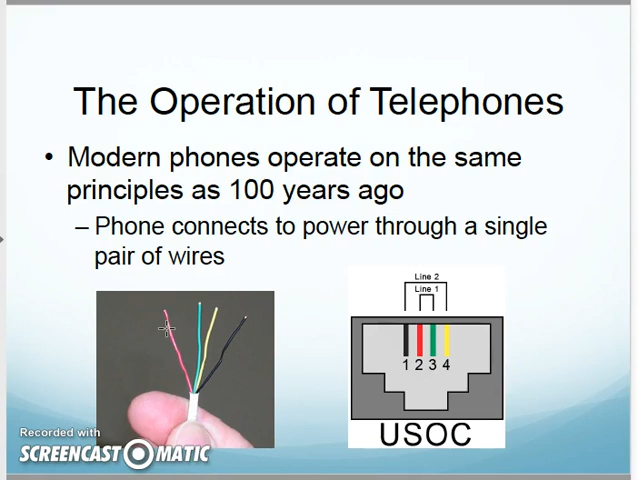 The Operation of Telephones
• Modern phones operate on the same
principles as 100 years ago
– Phone connects to power through a single
pair of wires
Line 2
Line 1
1 2 3 4
USOC
Recorded with
SCREENCAST-O-MATIC